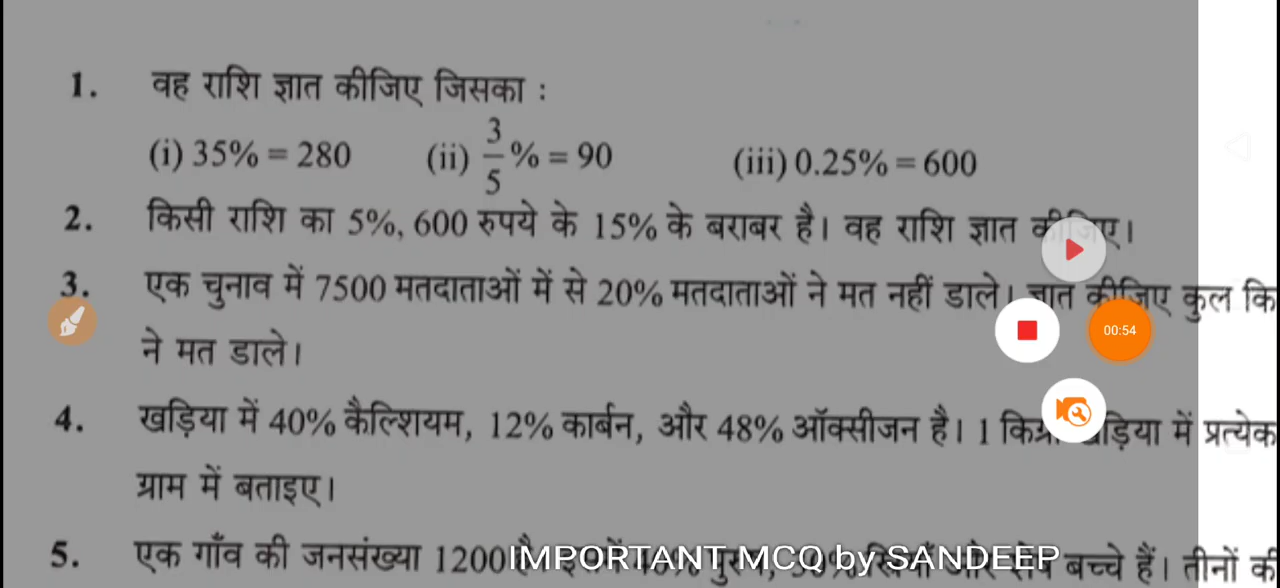 1. वह राशि ज्ञात कीजिए जिसका :
(i) 35% = 280 (ii) 3/5 % = 90 (iii) 0.25% = 600
2. किसी राशि का 5%, 600 रुपये के 15% के बराबर है। वह राशि ज्ञात कीजिए।
3. एक चुनाव में 7500 मतदाताओं में से 20% मतदाताओं ने मत नहीं डाले। ज्ञात कीजिए कुल
00:54
ने मत डाले।
4. खड़िया में 40% कैल्शियम, 12% कार्बन, और 48% ऑक्सीजन है। 1 किग्रा खड़िया में प्रत्येक
ग्राम में बताइए।
5. एक गाँव की जनसंख्या 1200 बच्चे हैं। तीनों की
IMPORTANT MCQ by SANDEEP